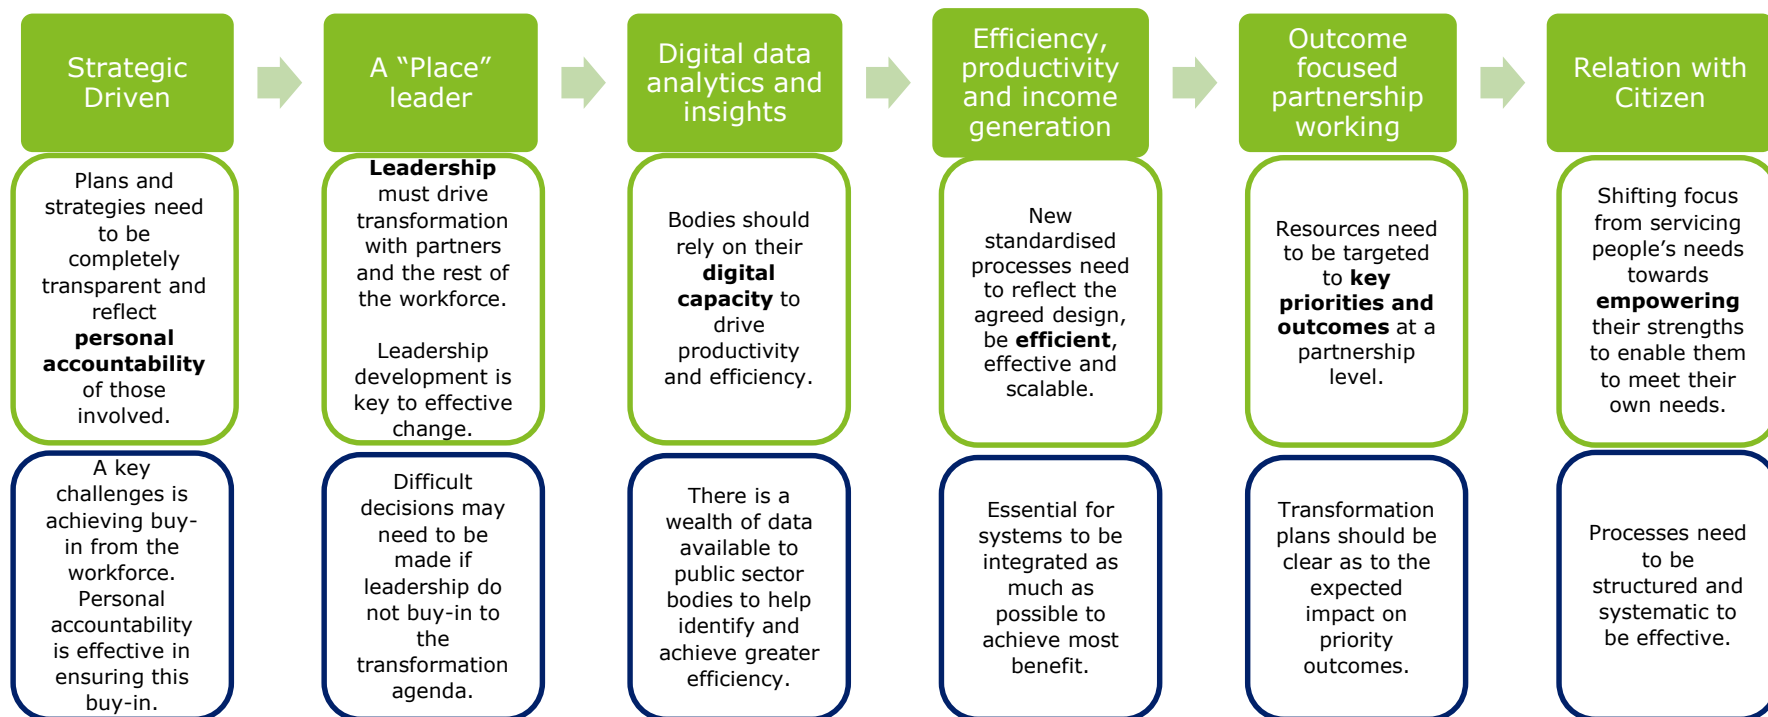 Strategic
Driven
A “Place”
leader
Digital data
analytics and
insights
Efficiency,
productivity
and income
generation
Outcome
focused
partnership
working
Relation with
Citizen
Plans and
strategies need
to be
completely
transparent and
reflect
personal
accountability
of those
involved.
Leadership
must drive
transformation
with partners
and the rest of
the workforce.
Leadership
development is
key to effective
change.
Bodies should
rely on their
digital
capacity to
drive
productivity
and efficiency.
New
standardised
processes need
to reflect the
agreed design,
be efficient,
effective and
scalable.
Resources need
to be targeted
to key
priorities and
outcomes at a
partnership
level.
Shifting focus
from servicing
people’s needs
towards
empowering
their strengths
to enable them
to meet their
own needs.
A key
challenges is
achieving buy-
in from the
workforce.
Personal
accountability
is effective in
ensuring this
buy-in.
Difficult
decisions may
need to be
made if
leadership do
not buy-in to
the
transformation
agenda.
There is a
wealth of data
available to
public sector
bodies to help
identify and
achieve greater
efficiency.
Essential for
systems to be
integrated as
much as
possible to
achieve most
benefit.
Transformation
plans should be
clear as to the
expected
impact on
priority
outcomes.
Processes need
to be
structured and
systematic to
be effective.